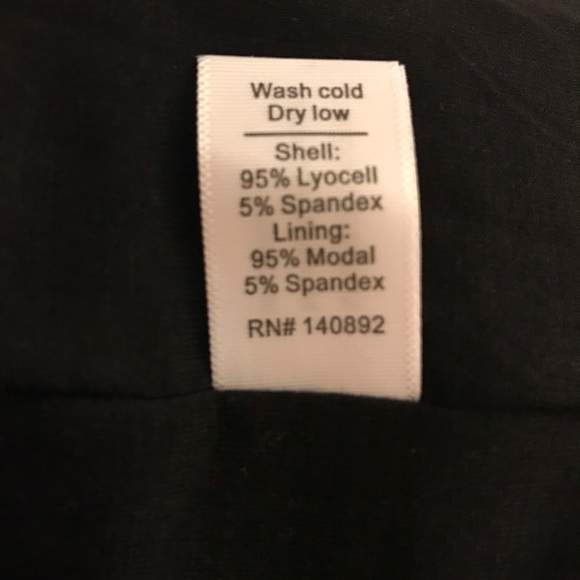 Wash cold
Dry low
Shell:
95% Lyocell
5% Spandex
Lining:
95% Modal
5% Spandex
RN# 140892